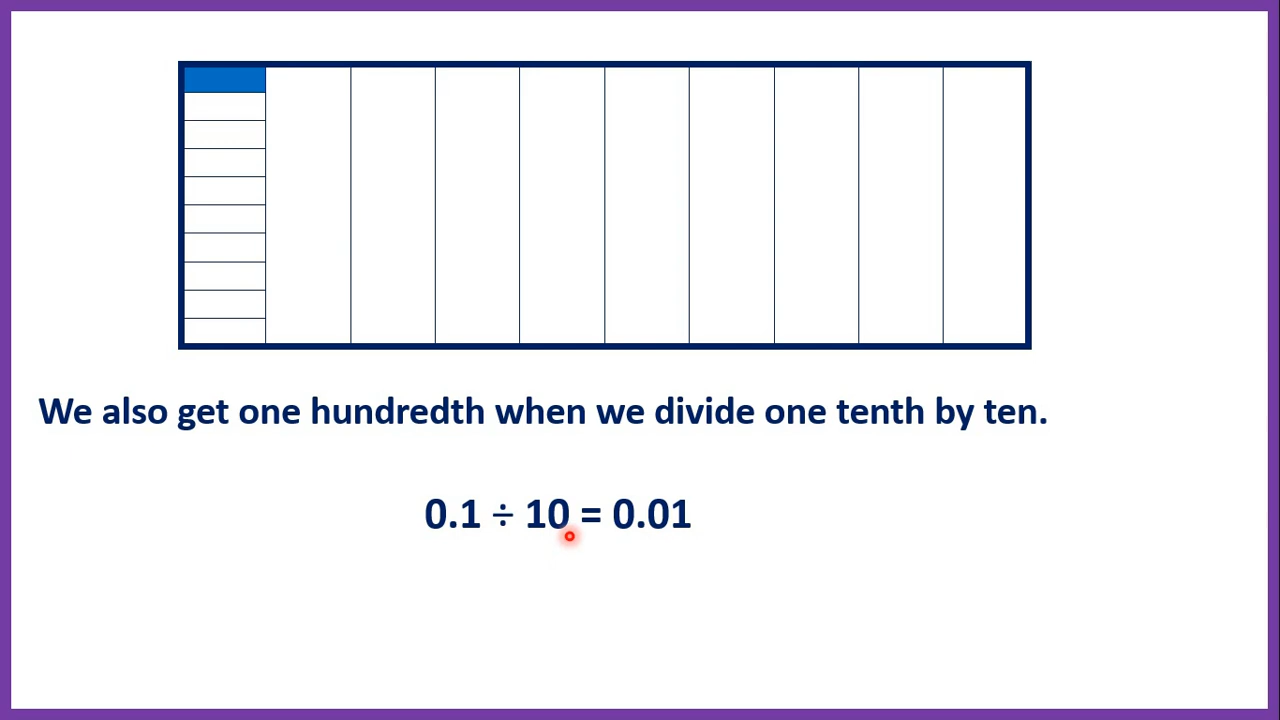 We also get one hundredth when we divide one tenth by ten.
0.1 ÷ 10 = 0.01